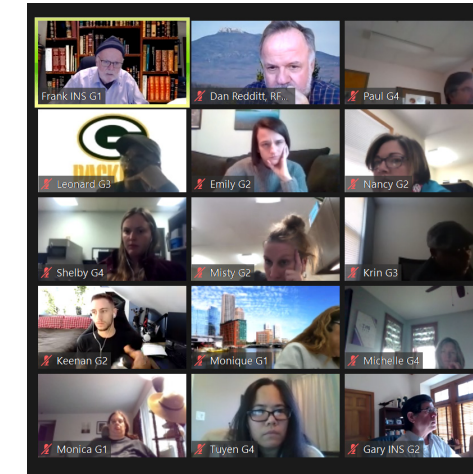 Frank INS G1
Dan Redditt, RF...
Paul G4
PACK
Leonard G3
Emily G2
Nancy G2
Shelby G4
Misty G2
Krin G3
Keenan G2
Monique G1
Michelle G4
Monica G1
Tuyen G4
Gary INS G2